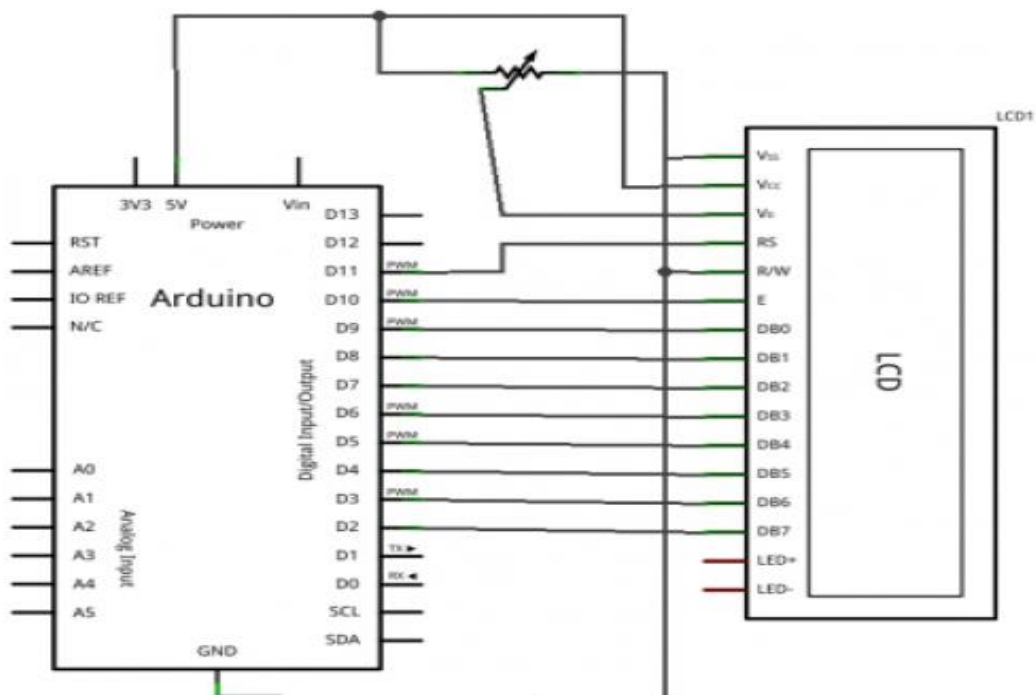 LCD1
3V3 5V Vin
Power
RST
AREF
IO REF
N/C
Arduino
A0
A1
A2
A3
A4
A5
Analog Input
Digital Input/Output
D13
D12
D11 PWM
D10 PWM
D9 PWM
D8
D7
D6 PWM
D5 PWM
D4
D3 PWM
D2
D1 TX
D0 RX
SCL
SDA
GND
VSS
VCC
RS
R/W
E
DB0
DB1
DB2
DB3
DB4
DB5
DB6
DB7
LED+
LED-
LCD